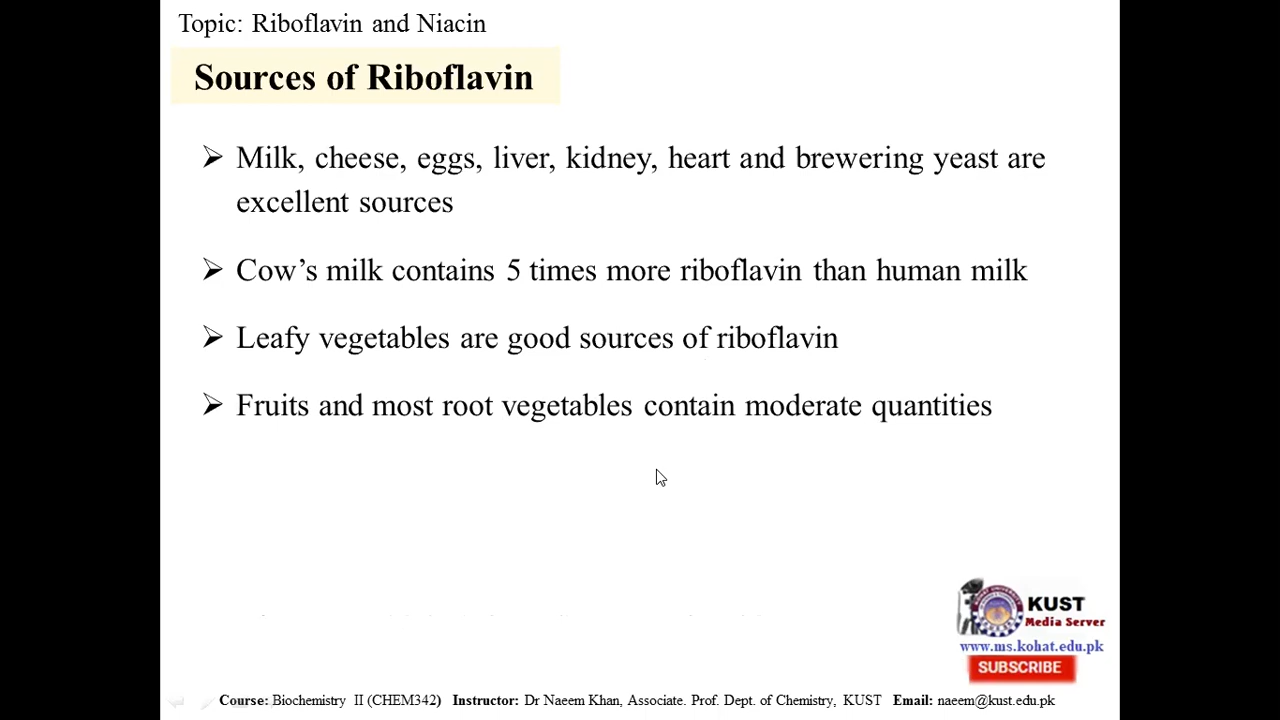 Topic: Riboflavin and Niacin
Sources of Riboflavin
➢ Milk, cheese, eggs, liver, kidney, heart and brewering yeast are
excellent sources
➢ Cow’s milk contains 5 times more riboflavin than human milk
➢ Leafy vegetables are good sources of riboflavin
➢ Fruits and most root vegetables contain moderate quantities
KUST
Media Server
www.ms.kohat.edu.pk
SUBSCRIBE
Course: Biochemistry II (CHEM342) Instructor: Dr Naeem Khan, Associate. Prof. Dept. of Chemistry, KUST Email: naeem@kust.edu.pk